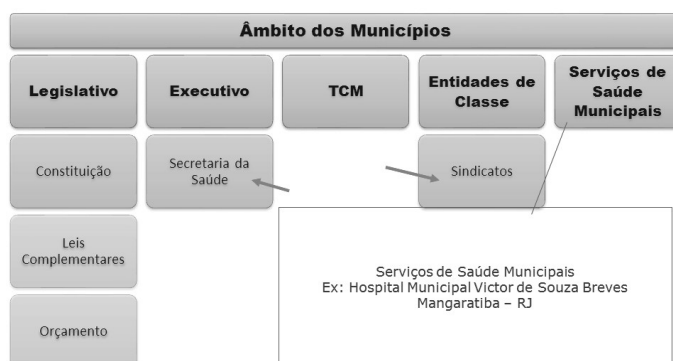 Âmbito dos Municípios
Legislativo
Executivo
TCM
Entidades de
Classe
Serviços de
Saúde
Municipais
Constituição
Secretaria da
Saúde
Sindicatos
Leis
Complementares
Orçamento
Serviços de Saúde Municipais
Ex: Hospital Municipal Victor de Souza Breves
Mangaratiba – RJ